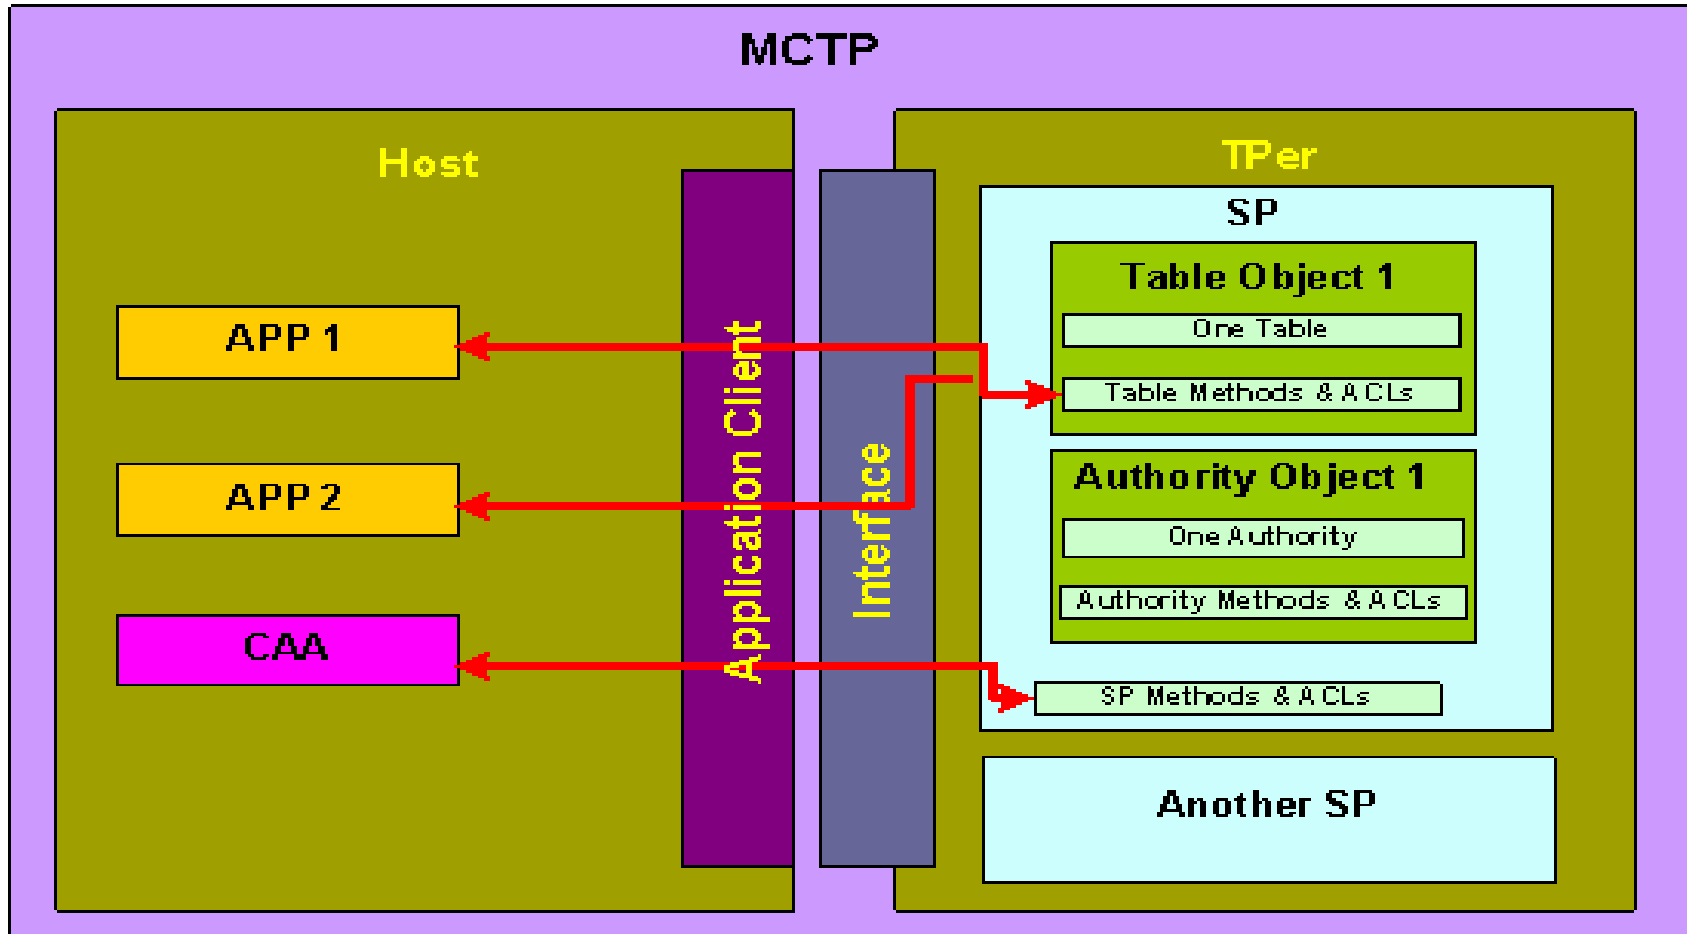 MCTP
Host
APP 1
APP 2
CAA
Application Client
Interface
TPer
SP
Table Object 1
One Table
Table Methods & ACLs
Authority Object 1
One Authority
Authority Methods & ACLs
SP Methods & ACLs
Another SP